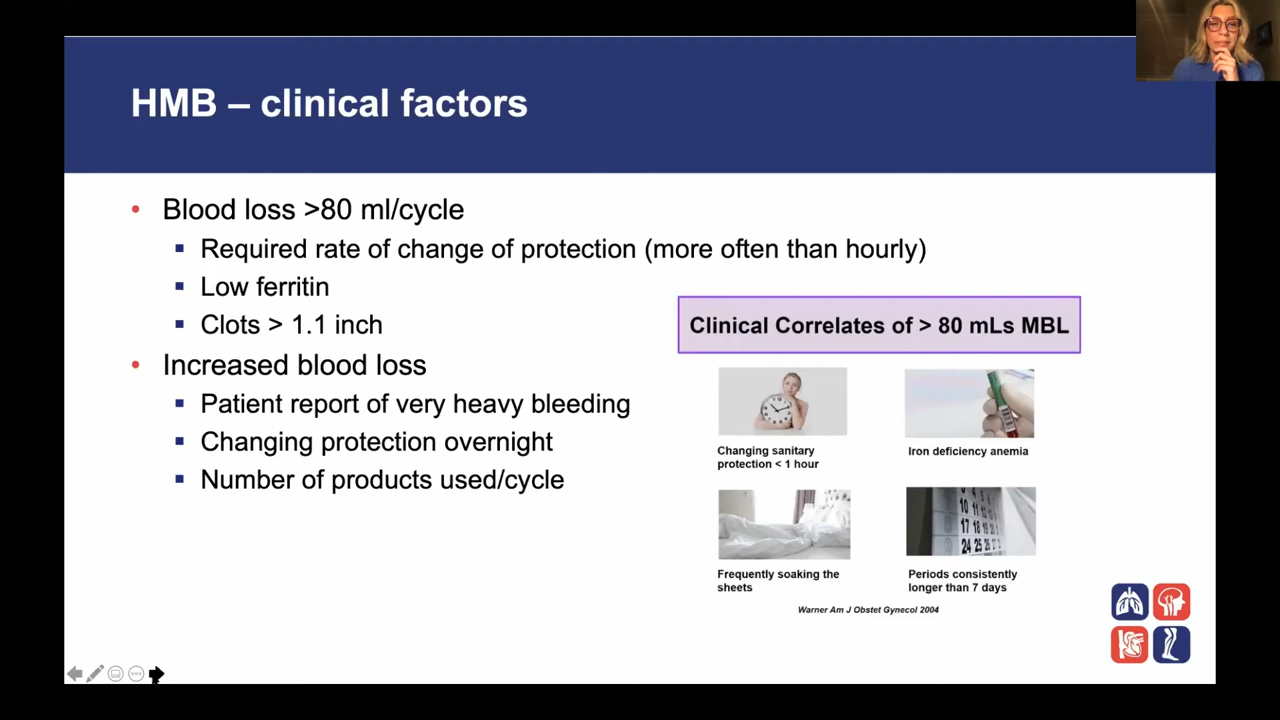 HMB – clinical factors
• Blood loss >80 ml/cycle
▪ Required rate of change of protection (more often than hourly)
▪ Low ferritin
▪ Clots > 1.1 inch
• Increased blood loss
▪ Patient report of very heavy bleeding
▪ Changing protection overnight
▪ Number of products used/cycle
Clinical Correlates of > 80 mLs MBL
Changing sanitary
protection < 1 hour
Iron deficiency anemia
Frequently soaking the
sheets
Periods consistently
longer than 7 days
Warner Am J Obstet Gynecol 2004